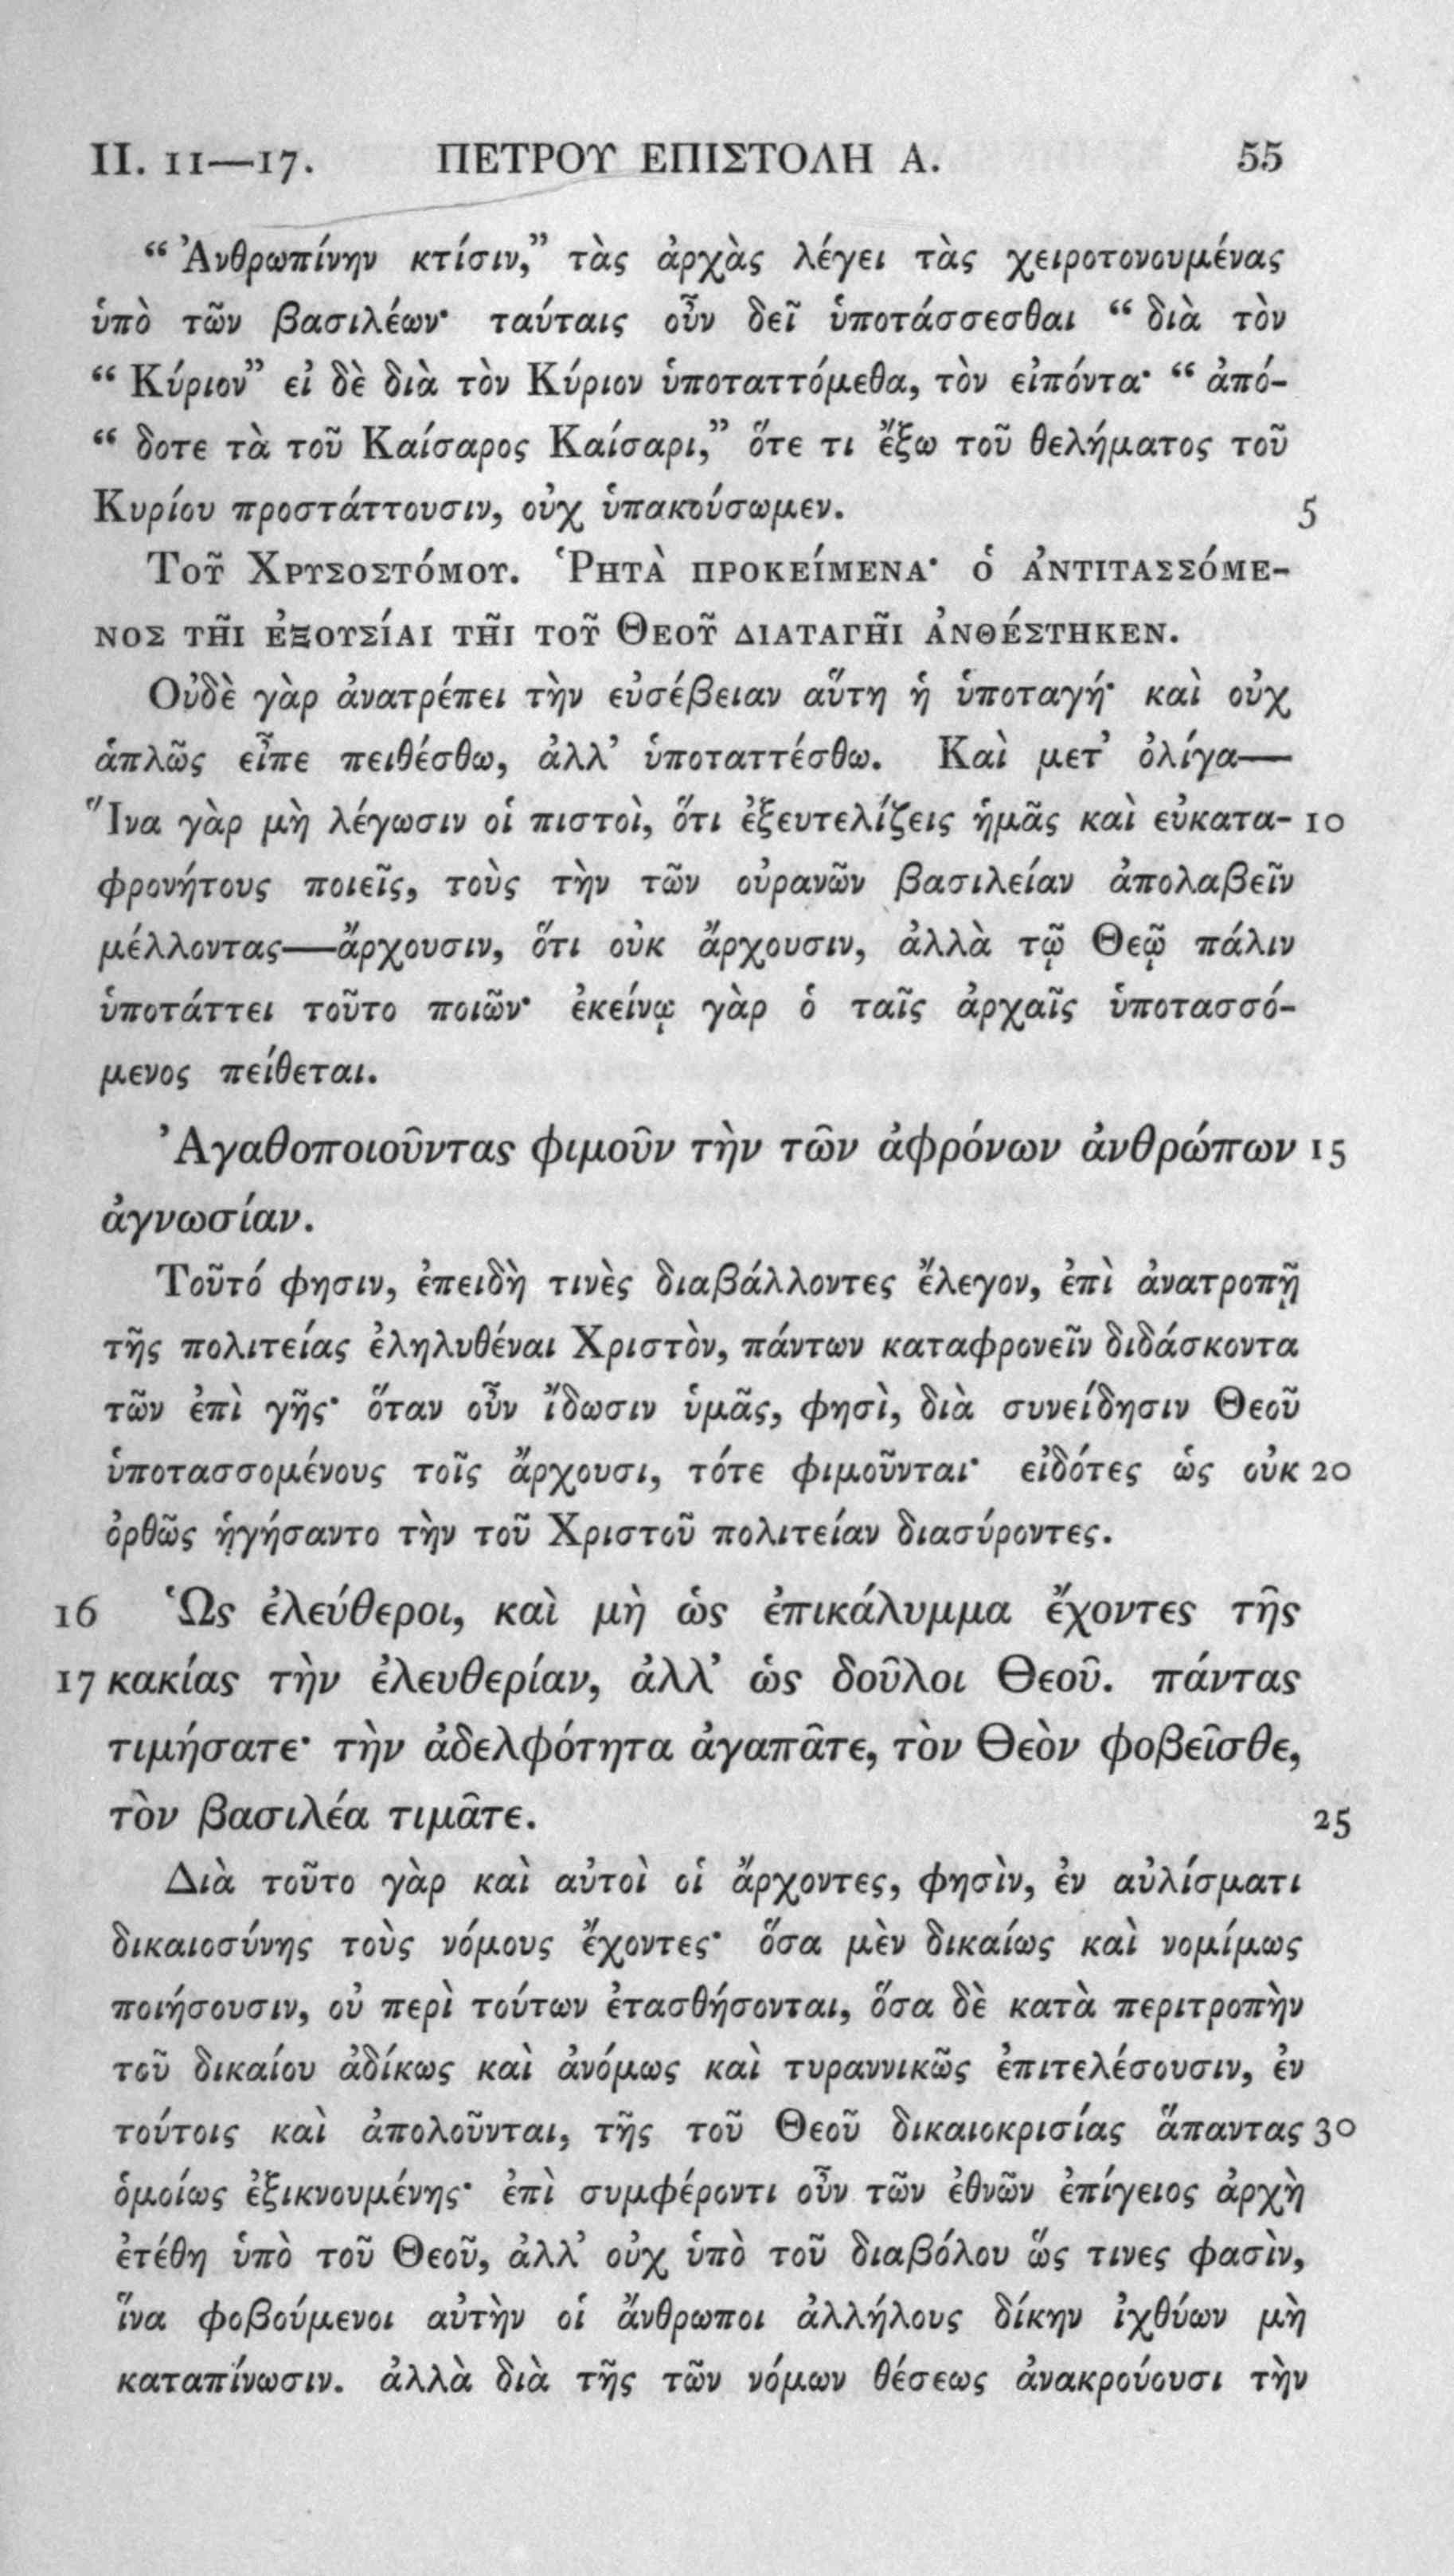 II. 11—17. ΠΕΤΡΟΥ ΕΠΙΣΤΟΛΗ Α. 55
“ Ἀνθρωπίνην κτίσιν,” τὰς ἀρχὰς λέγει τὰς χειροτονουμένας
ὑπὸ τῶν βασιλέων· ταύταις οὖν δεῖ ὑποτάσσεσθαι “ διὰ τὸν
“ Κύριον” εἰ δὲ διὰ τὸν Κύριον ὑποταττόμεθα, τὸν εἰπόντα· “ ἀπό-
“ δοτε τὰ τοῦ Καίσαρος Καίσαρι,” ὅτε τι ἔξω τοῦ θελήματος τοῦ
Κυρίου προστάττουσιν, οὐχ ὑπακούσωμεν. 5
Τοῦ Χρυσοστόμου. Ῥητὰ προκείμενα· ὁ ἀντιτασσόμε-
νος τῆι ἐξουσίαι τῆι τοῦ Θεοῦ διαταγῆι ἀνθέστηκεν.
Οὐδὲ γὰρ ἀνατρέπει τὴν εὐσέβειαν αὕτη ἡ ὑποταγή· καὶ οὐχ
ἁπλῶς εἶπε πειθέσθω, ἀλλ’ ὑποταττέσθω. Καὶ μετ’ ὀλίγα—
Ἵνα γὰρ μὴ λέγωσιν οἱ πιστοὶ, ὅτι ἐξευτελίζεις ἡμᾶς καὶ εὐκατα- 10
φρονήτους ποιεῖς, τοὺς τὴν τῶν οὐρανῶν βασιλείαν ἀπολαβεῖν
μέλλοντας—ἄρχουσιν, ὅτι οὐκ ἄρχουσιν, ἀλλὰ τῷ Θεῷ πάλιν
ὑποτάττει τοῦτο ποιῶν· ἐκείνῳ γὰρ ὁ ταῖς ἀρχαῖς ὑποτασσό-
μενος πείθεται.
Ἀγαθοποιοῦντας φιμοῦν τὴν τῶν ἀφρόνων ἀνθρώπων 15
ἀγνωσίαν.
Τοῦτό φησιν, ἐπειδὴ τινὲς διαβάλλοντες ἔλεγον, ἐπὶ ἀνατροπῇ
τῆς πολιτείας ἐληλυθέναι Χριστὸν, πάντων καταφρονεῖν διδάσκοντα
τῶν ἐπὶ γῆς· ὅταν οὖν ἴδωσιν ὑμᾶς, φησὶ, διὰ συνείδησιν Θεοῦ
ὑποτασσομένους τοῖς ἄρχουσι, τότε φιμοῦνται· εἰδότες ὡς οὐκ 20
ὀρθῶς ἡγήσαντο τὴν τοῦ Χριστοῦ πολιτείαν διασύροντες.
16 Ὡς ἐλεύθεροι, καὶ μὴ ὡς ἐπικάλυμμα ἔχοντες τῆς
17 κακίας τὴν ἐλευθερίαν, ἀλλ’ ὡς δοῦλοι Θεοῦ. πάντας
τιμήσατε· τὴν ἀδελφότητα ἀγαπᾶτε, τὸν Θεὸν φοβεῖσθε,
τὸν βασιλέα τιμᾶτε. 25
Διὰ τοῦτο γὰρ καὶ αὐτοὶ οἱ ἄρχοντες, φησὶν, ἐν αὐλίσματι
δικαιοσύνης τοὺς νόμους ἔχοντες· ὅσα μὲν δικαίως καὶ νομίμως
ποιήσουσιν, οὐ περὶ τούτων ἐτασθήσονται, ὅσα δὲ κατὰ περιτροπὴν
τοῦ δικαίου ἀδίκως καὶ ἀνόμως καὶ τυραννικῶς ἐπιτελέσουσιν, ἐν
τούτοις καὶ ἀπολοῦνται, τῆς τοῦ Θεοῦ δικαιοκρισίας ἅπαντας 30
ὁμοίως ἐξικνουμένης· ἐπὶ συμφέροντι οὖν τῶν ἐθνῶν ἐπίγειος ἀρχὴ
ἐτέθη ὑπὸ τοῦ Θεοῦ, ἀλλ’ οὐχ ὑπὸ τοῦ διαβόλου ὥς τινες φασὶν,
ἵνα φοβούμενοι αὐτὴν οἱ ἄνθρωποι ἀλλήλους δίκην ἰχθύων μὴ
καταπίνωσιν. ἀλλὰ διὰ τῆς τῶν νόμων θέσεως ἀνακρούουσι τὴν